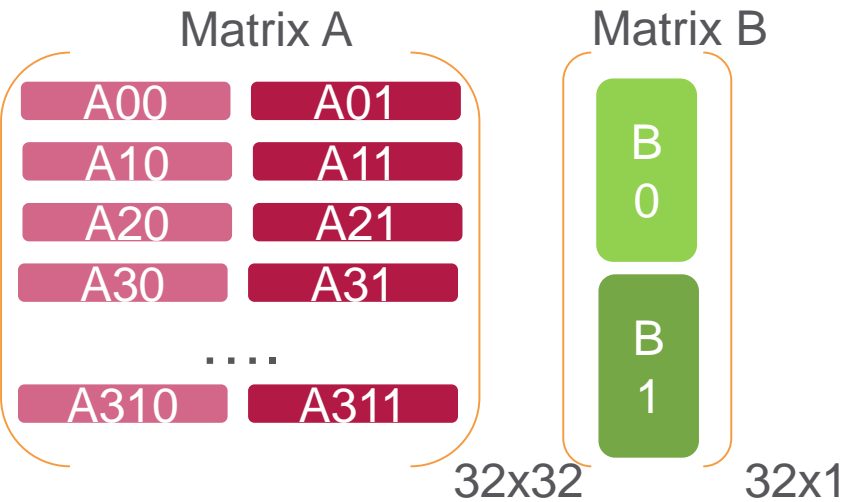 Matrix A
Matrix B
A00 A01
A10 A11
A20 A21
A30 A31
....
A310 A311
B
0
B
1
32x32
32x1